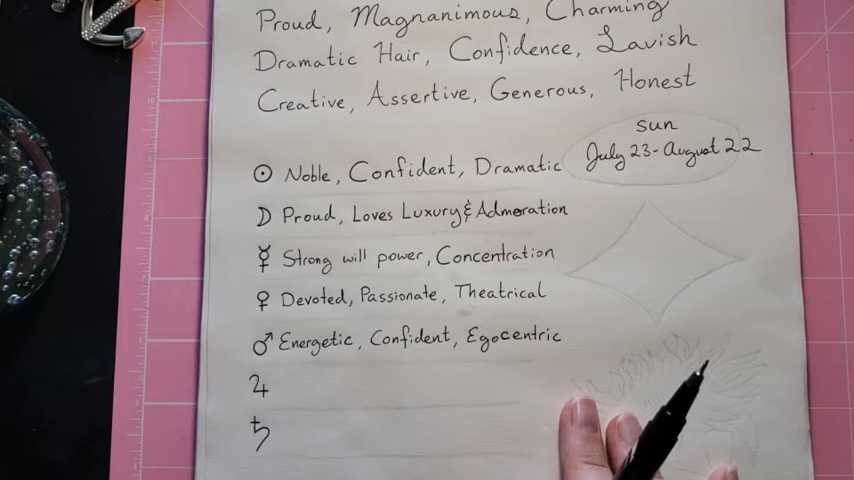 Proud, Magnanimous, Charming
Dramatic Hair, Confidence, Lavish
Creative, Assertive, Generous, Honest
sun
July 23-August 22
☉ Noble, Confident, Dramatic
☽ Proud, Loves Luxury & Admoration
☿ Strong will power, Concentration
♀ Devoted, Passionate, Theatrical
♂ Energetic, Confident, Egocentric
♃
♄